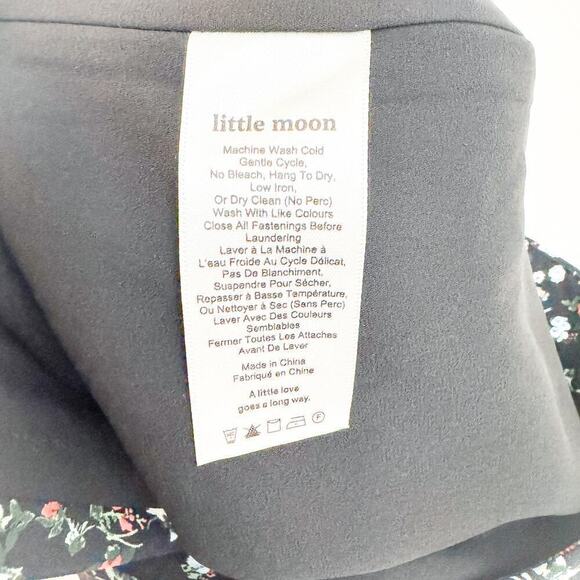 little moon
Machine Wash Cold
Gentle Cycle,
No Bleach, Hang To Dry,
Low Iron,
Or Dry Clean (No Perc)
Wash With Like Colours
Close All Fastenings Before
Laundering
Laver à La Machine à
L'eau Froide Au Cycle Délicat,
Pas De Blanchiment,
Suspendre Pour Sécher,
Repasser à Basse Température,
Ou Nettoyer à Sec (Sans Perc)
Laver Avec Des Couleurs
Semblables
Fermer Toutes Les Attaches
Avant De Laver
Made in China
Fabriqué en Chine
A little love
goes a long way.